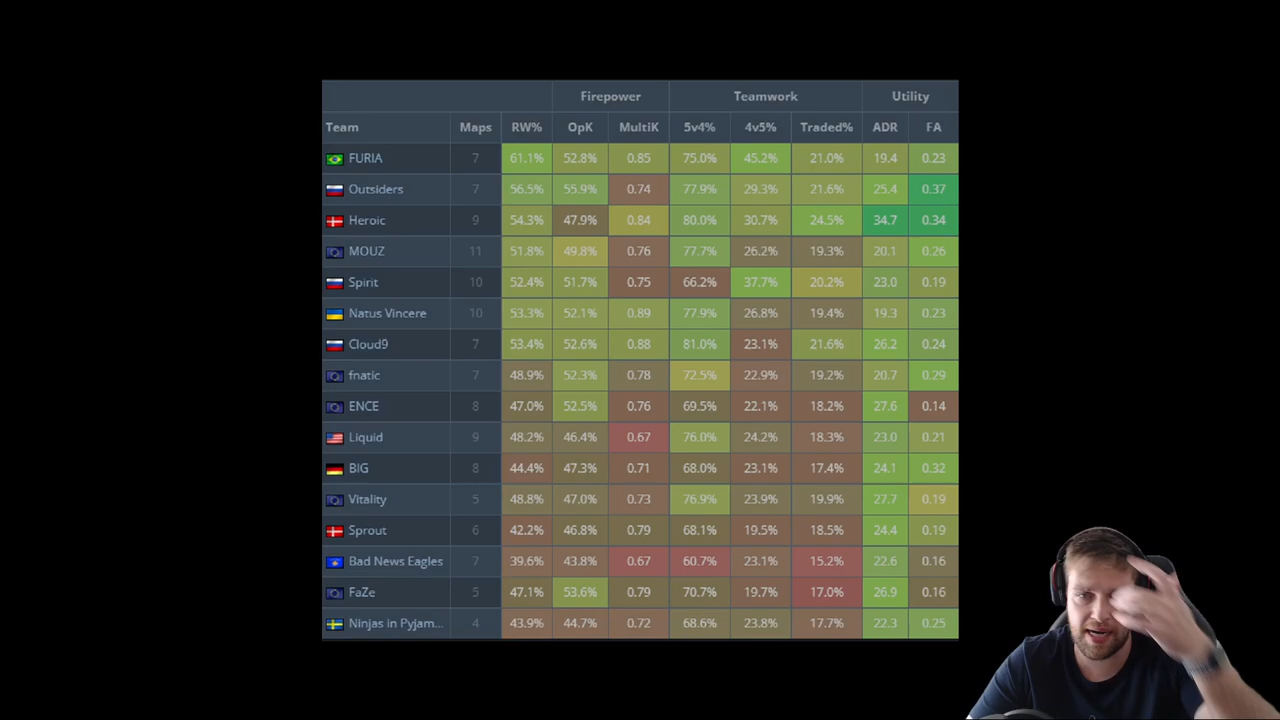 Firepower Teamwork Utility
Team Maps RW% OpK MultiK 5v4% 4v5% Traded% ADR FA
FURIA 7 61.1% 52.8% 0.85 75.0% 45.2% 21.0% 19.4 0.23
Outsiders 7 56.5% 55.9% 0.74 77.9% 29.3% 21.6% 25.4 0.37
Heroic 9 54.3% 47.9% 0.84 80.0% 30.7% 24.5% 34.7 0.34
MOUZ 11 51.8% 49.8% 0.76 77.7% 26.2% 19.3% 20.1 0.26
Spirit 10 52.4% 51.7% 0.75 66.2% 37.7% 20.2% 23.0 0.19
Natus Vincere 10 53.3% 52.1% 0.89 77.9% 26.8% 19.4% 19.3 0.23
Cloud9 7 53.4% 52.6% 0.88 81.0% 23.1% 21.6% 26.2 0.24
fnatic 7 48.9% 52.3% 0.78 72.5% 22.9% 19.2% 20.7 0.29
ENCE 8 47.0% 52.5% 0.76 69.5% 22.1% 18.2% 27.6 0.14
Liquid 9 48.2% 46.4% 0.67 76.0% 24.2% 18.3% 23.0 0.21
BIG 8 44.4% 47.3% 0.71 68.0% 23.1% 17.4% 24.1 0.32
Vitality 5 48.8% 47.0% 0.73 76.9% 23.9% 19.9% 27.7 0.19
Sprout 6 42.2% 46.8% 0.79 68.1% 19.5% 18.5% 24.4 0.19
Bad News Eagles 7 39.6% 43.8% 0.67 60.7% 23.1% 15.2% 22.6 0.16
FaZe 5 47.1% 53.6% 0.79 70.7% 19.7% 17.0% 26.9 0.16
Ninjas in Pyjam... 4 43.9% 44.7% 0.72 68.6% 23.8% 17.7% 22.3 0.25